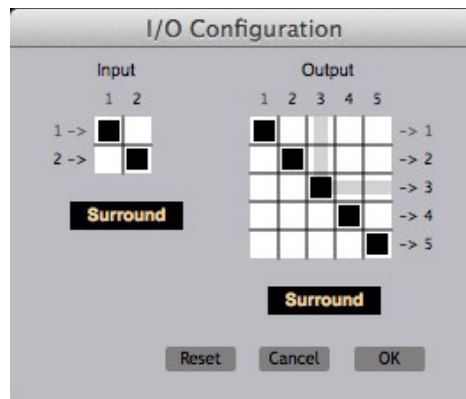 I/O Configuration
Input Output
1 2 1 2 3 4 5
1 -> -> 1
2 -> -> 2
-> 3
Surround -> 4
-> 5
Surround
Reset Cancel OK